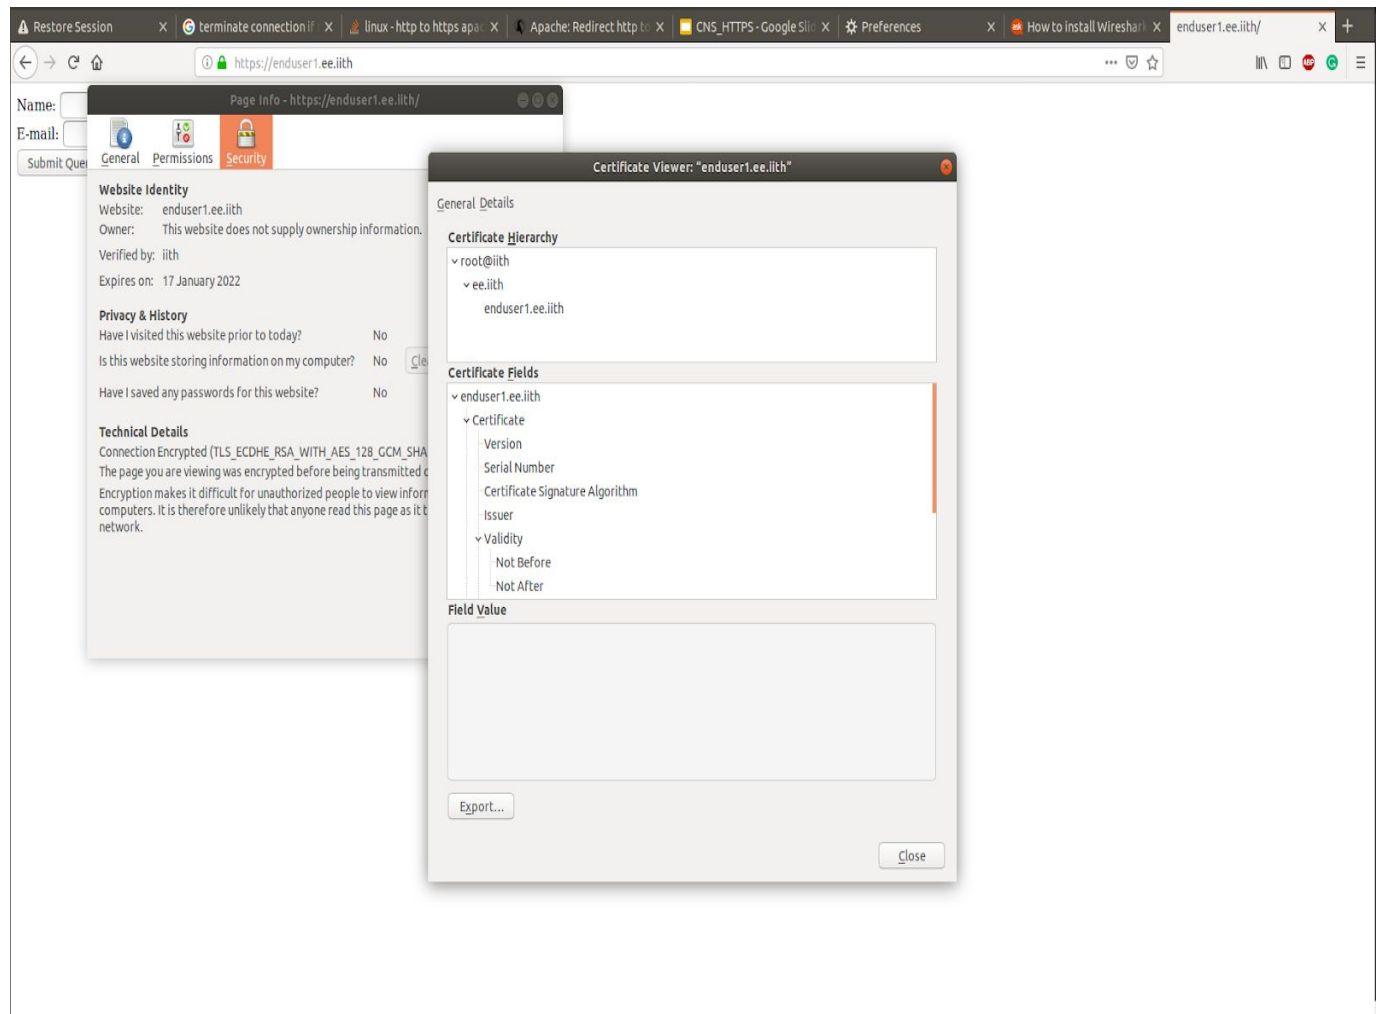 Restore Session
terminate connection if
linux - http to https apac
Apache: Redirect http to
CNS_HTTPS - Google Slid
Preferences
How to install Wireshark
enduser1.ee.iith/
https://enduser1.ee.iith
Name:
E-mail:
Submit Que
Page Info - https://enduser1.ee.iith/
General Permissions Security
Website Identity
Website: enduser1.ee.iith
Owner: This website does not supply ownership information.
Verified by: iith
Expires on: 17 January 2022
Privacy & History
Have I visited this website prior to today? No
Is this website storing information on my computer? No Cle
Have I saved any passwords for this website? No
Technical Details
Connection Encrypted (TLS_ECDHE_RSA_WITH_AES_128_GCM_SHA
The page you are viewing was encrypted before being transmitted
Encryption makes it difficult for unauthorized people to view infor
computers. It is therefore unlikely that anyone read this page as it t
network.
Certificate Viewer: “enduser1.ee.iith”
General Details
Certificate Hierarchy
root@iith
ee.iith
enduser1.ee.iith
Certificate Fields
enduser1.ee.iith
Certificate
Version
Serial Number
Certificate Signature Algorithm
Issuer
Validity
Not Before
Not After
Field Value
Export...
Close